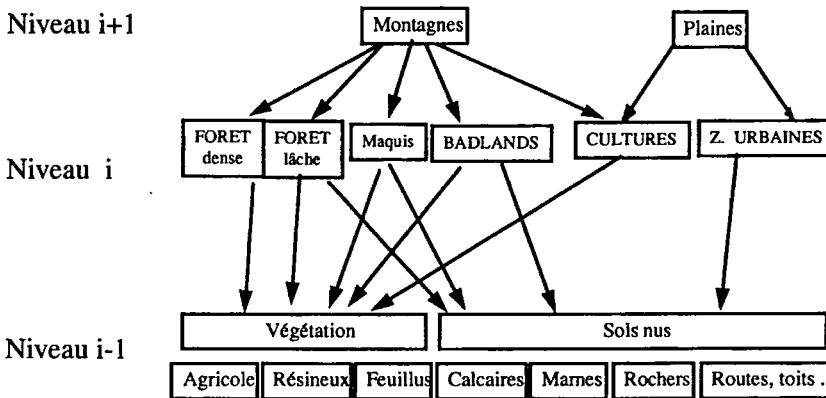 Niveau i+1
Montagnes
Plaines
FORET
dense
FORET
lâche
Maquis
BADLANDS
CULTURES
Z. URBAINES
Niveau i
Végétation
Sols nus
Niveau i-1
Agricole
Résineux
Feuillus
Calcaires
Marnes
Rochers
Routes, toits .